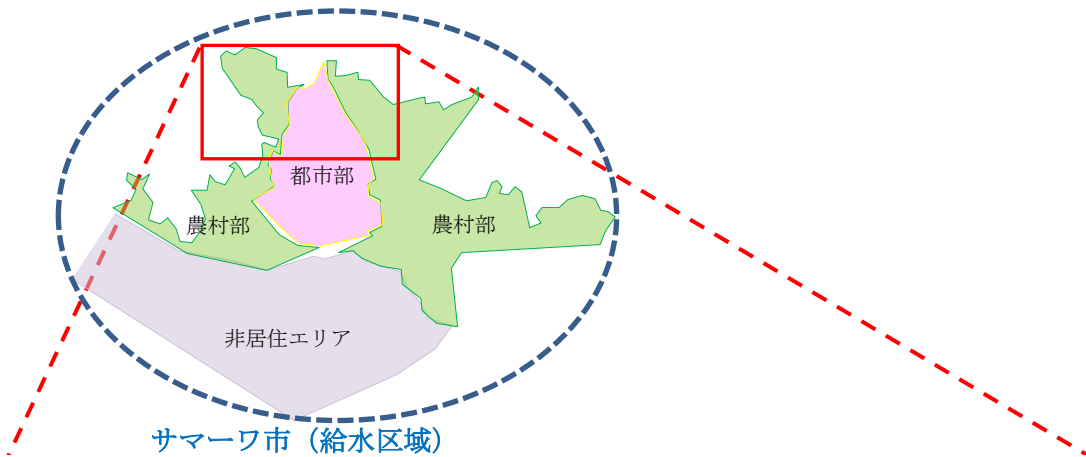 都市部
農村部
農村部
非居住エリア
サマーワ市（給水区域）